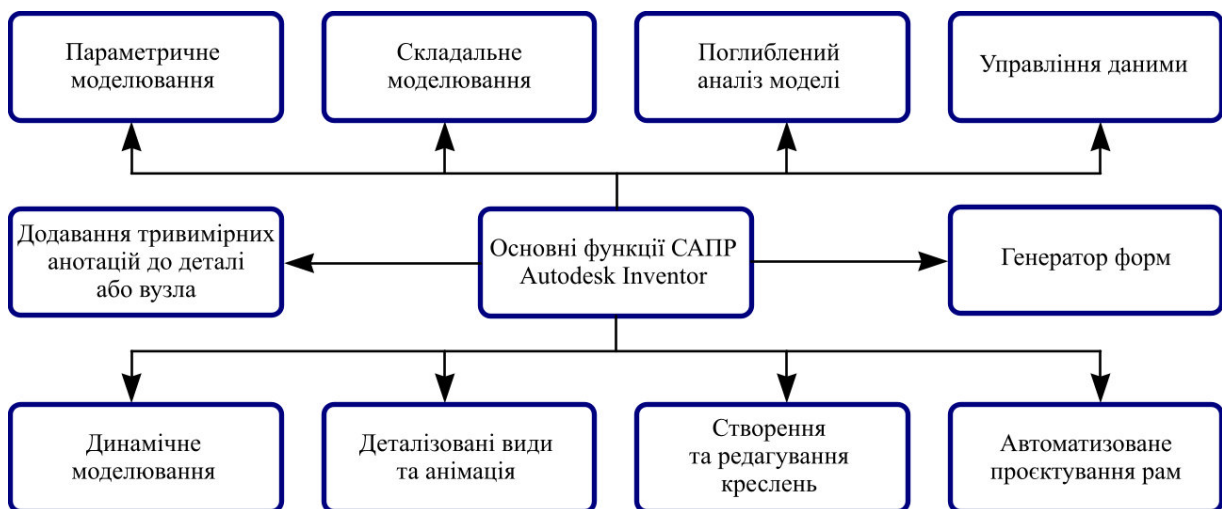 Параметричне
моделювання
Складальне
моделювання
Поглиблений
аналіз моделі
Управління даними
Додавання тривимірних
анотацій до деталі
або вузла
Основні функції САПР
Autodesk Inventor
Генератор форм
Динамічне
моделювання
Деталізовані види
та анімація
Створення
та редагування
креслень
Автоматизоване
проєктування рам